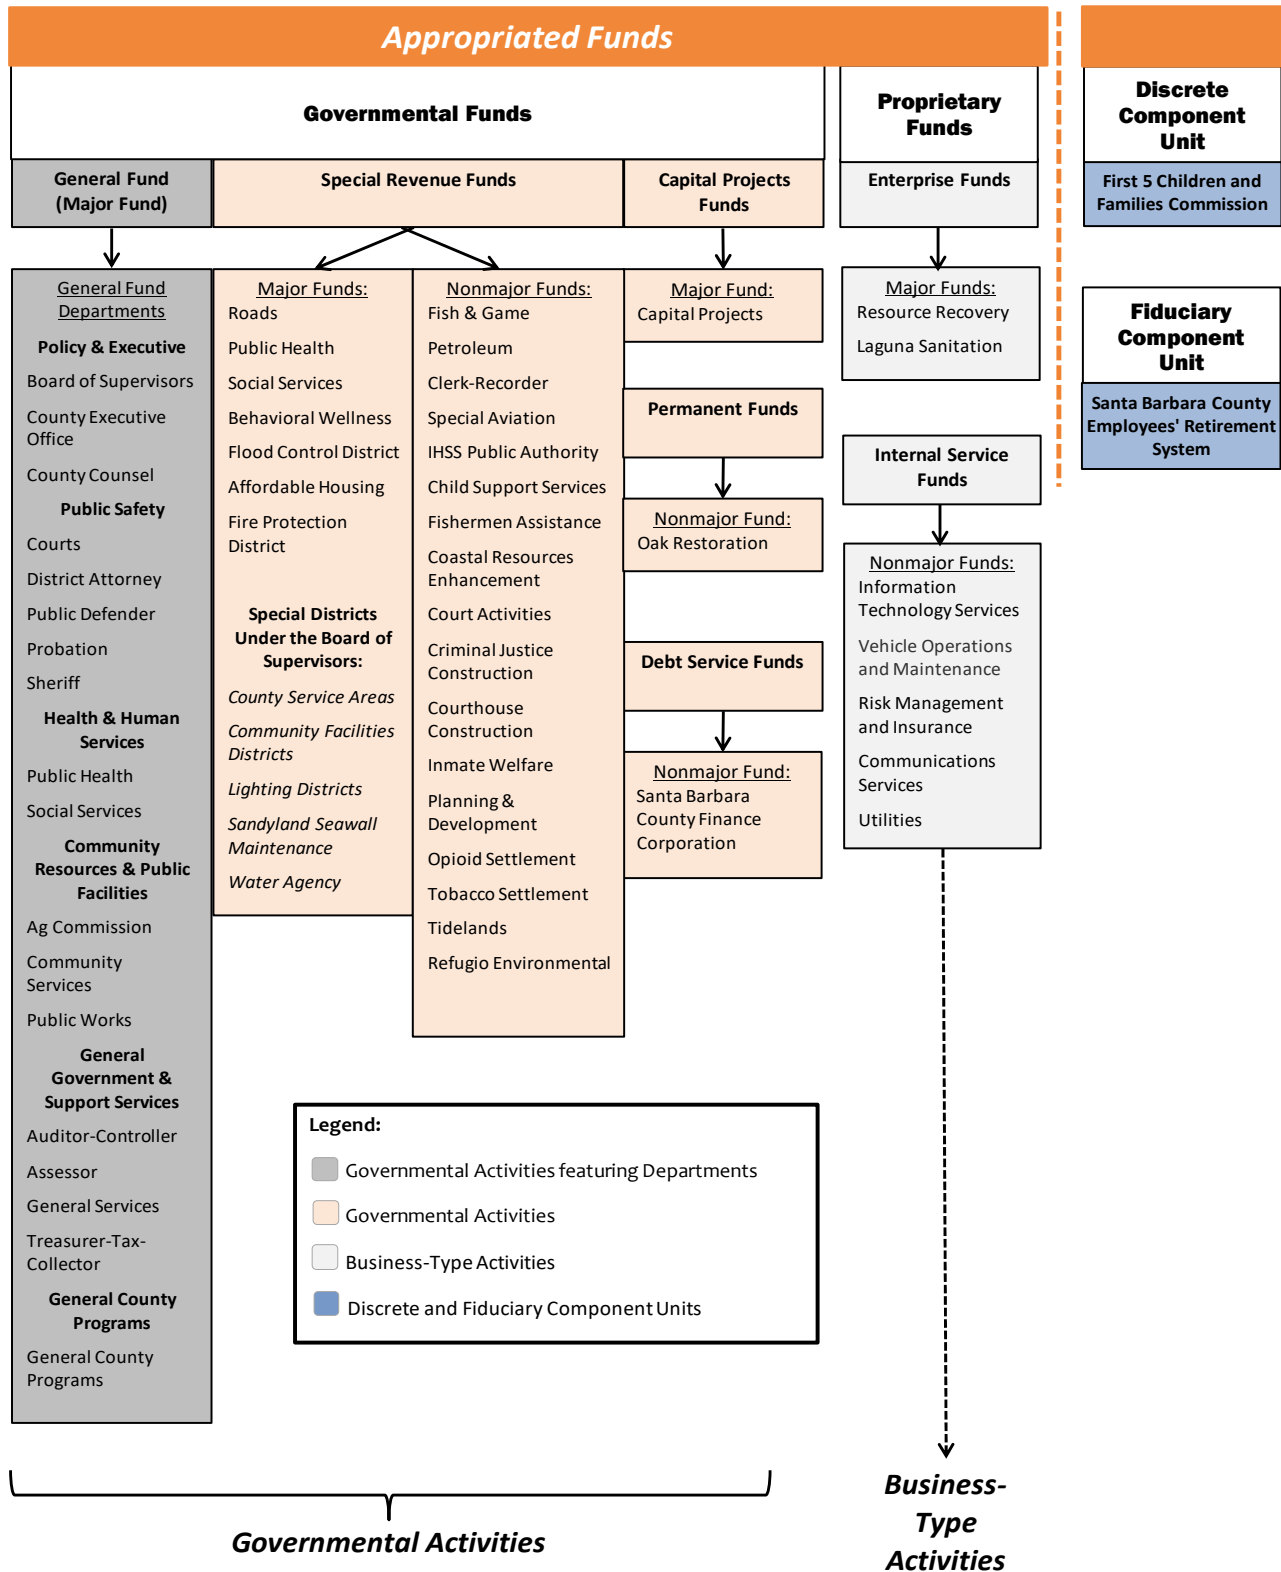 Appropriated Funds
Governmental Funds
Proprietary
Funds
Discrete
Component
Unit
General Fund
(Major Fund)
Special Revenue Funds
Capital Projects
Funds
Enterprise Funds
First 5 Children and
Families Commission
General Fund
Departments
Policy & Executive
Board of Supervisors
County Executive
Office
County Counsel
Public Safety
Courts
District Attorney
Public Defender
Probation
Sheriff
Health & Human
Services
Public Health
Social Services
Community
Resources & Public
Facilities
Ag Commission
Community
Services
Public Works
General
Government &
Support Services
Auditor-Controller
Assessor
General Services
Treasurer-Tax-
Collector
General County
Programs
General County
Programs
Major Funds:
Roads
Public Health
Social Services
Behavioral Wellness
Flood Control District
Affordable Housing
Fire Protection
District
Special Districts
Under the Board of
Supervisors:
County Service Areas
Community Facilities
Districts
Lighting Districts
Sandyland Seawall
Maintenance
Water Agency
Nonmajor Funds:
Fish & Game
Petroleum
Clerk-Recorder
Special Aviation
IHSS Public Authority
Child Support Services
Fishermen Assistance
Coastal Resources
Enhancement
Court Activities
Criminal Justice
Construction
Courthouse
Construction
Inmate Welfare
Planning &
Development
Opioid Settlement
Tobacco Settlement
Tidelands
Refugio Environmental
Major Fund:
Capital Projects
Permanent Funds
Nonmajor Fund:
Oak Restoration
Debt Service Funds
Nonmajor Fund:
Santa Barbara
County Finance
Corporation
Major Funds:
Resource Recovery
Laguna Sanitation
Internal Service
Funds
Nonmajor Funds:
Information
Technology Services
Vehicle Operations
and Maintenance
Risk Management
and Insurance
Communications
Services
Utilities
Fiduciary
Component
Unit
Santa Barbara County
Employees' Retirement
System
Legend:
Governmental Activities featuring Departments
Governmental Activities
Business-Type Activities
Discrete and Fiduciary Component Units
Governmental Activities
Business-
Type
Activities